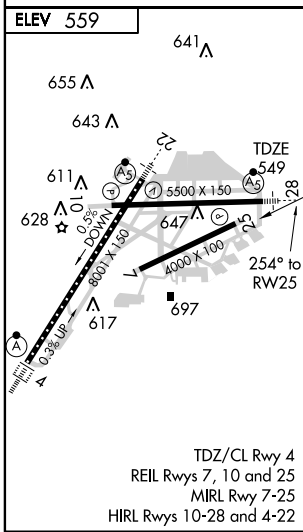 ELEV 559
641
655
643
22
A5
A5
TDZE
549
611
10
P
V
5500 X 150
28
628
0.5%
DOWN
647
P
25
8001 X 150
7
4000 X 100
254° to
RW25
0.3% UP
617
697
A
4
TDZ/CL Rwy 4
REIL Rwys 7, 10 and 25
MIRL Rwy 7-25
HIRL Rwys 10-28 and 4-22